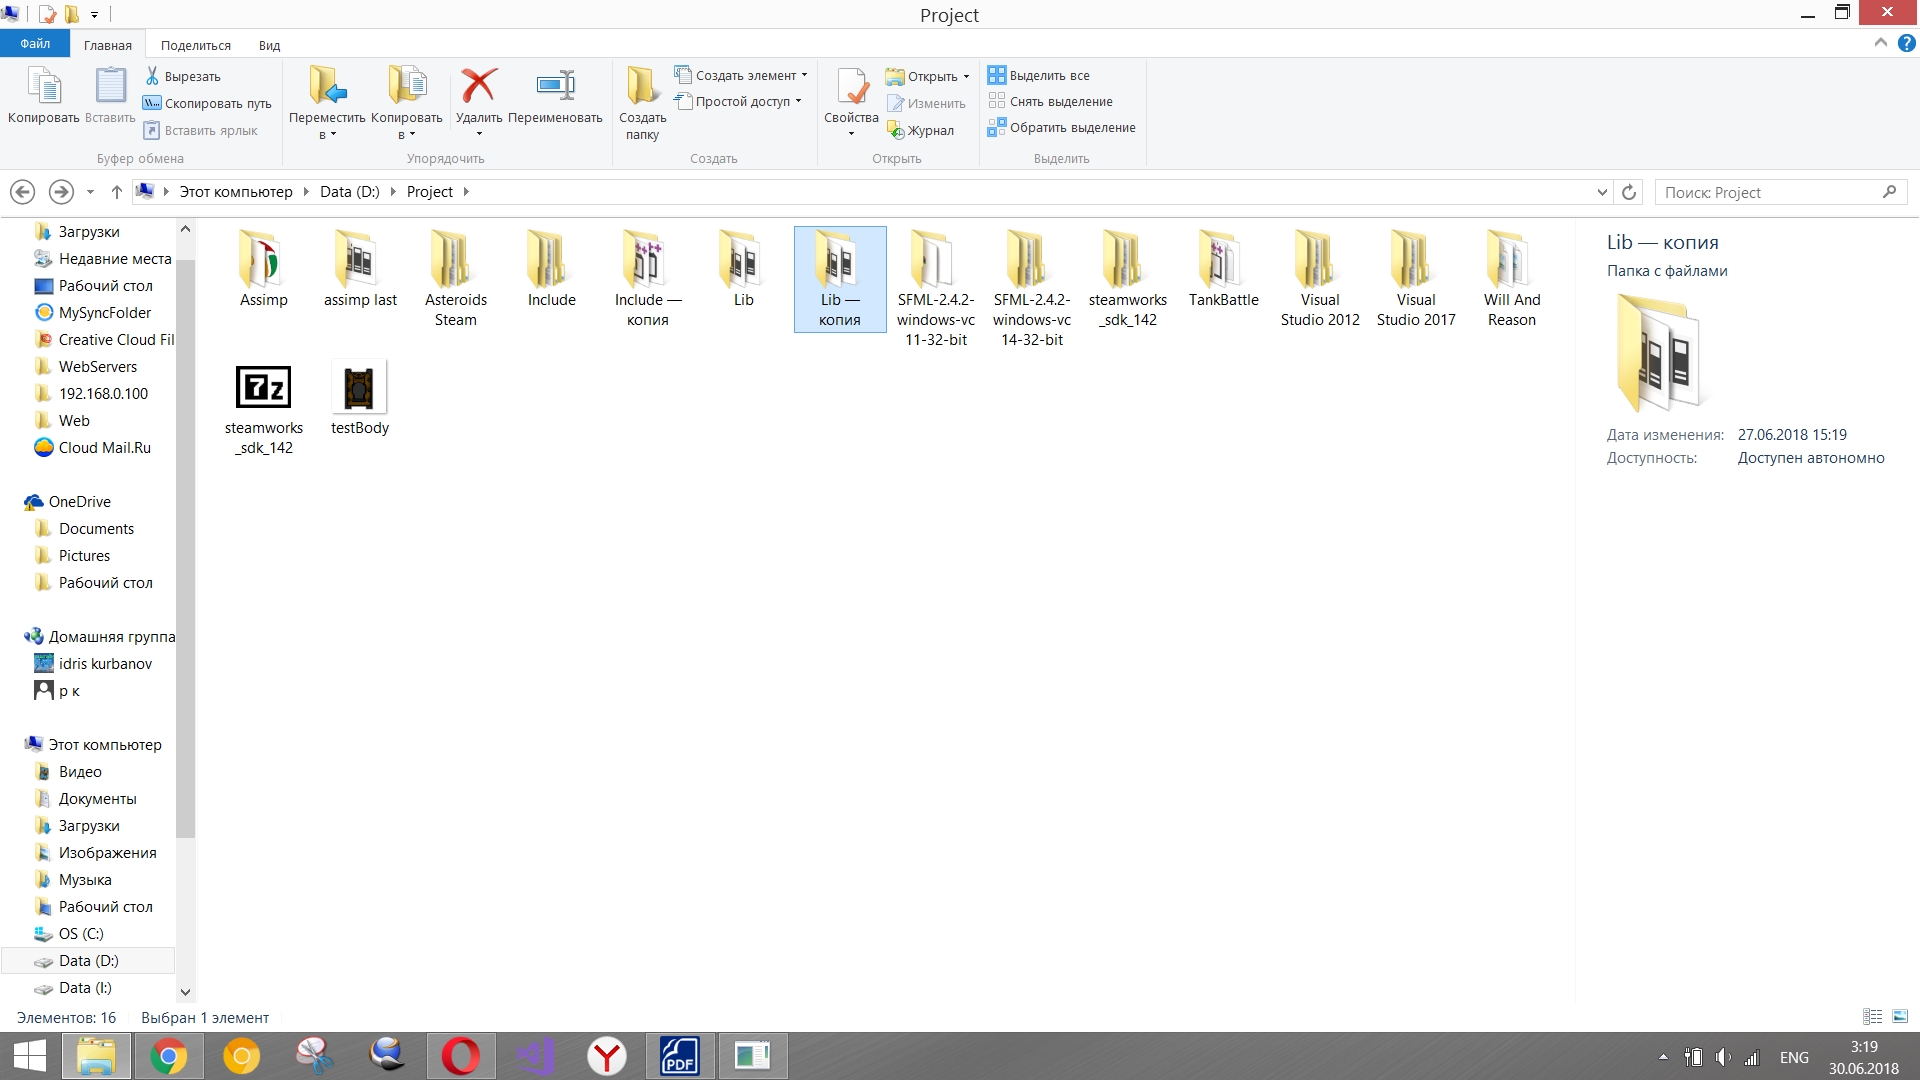 Project
Файл
Главная
Поделиться
Вид
Копировать
Вставить
Вырезать
Скопировать путь
Вставить ярлык
Буфер обмена
Переместить
в
Копировать
в
Удалить
Переименовать
Упорядочить
Создать
папку
Создать элемент
Простой доступ
Создать
Свойства
Открыть
Изменить
Журнал
Открыть
Выделить все
Снять выделение
Обратить выделение
Выделить
Этот компьютер
Data (D:)
Project
Поиск: Project
Загрузки
Недавние места
Рабочий стол
MySyncFolder
Creative Cloud Fil
WebServers
192.168.0.100
Web
Cloud Mail.Ru
OneDrive
Documents
Pictures
Рабочий стол
Домашняя группа
idris kurbanov
р к
Этот компьютер
Видео
Документы
Загрузки
Изображения
Музыка
Рабочий стол
OS (C:)
Data (D:)
Data (I:)
Assimp
assimp last
Asteroids
Steam
Include
Include —
копия
Lib
Lib —
копия
SFML-2.4.2-
windows-vc
11-32-bit
SFML-2.4.2-
windows-vc
14-32-bit
steamworks
_sdk_142
TankBattle
Visual
Studio 2012
Visual
Studio 2017
Will And
Reason
7z
steamworks
_sdk_142
testBody
Lib — копия
Папка с файлами
Дата изменения: 27.06.2018 15:19
Доступность: Доступен автономно
Элементов: 16
Выбран 1 элемент
PDF
ENG
3:19
30.06.2018